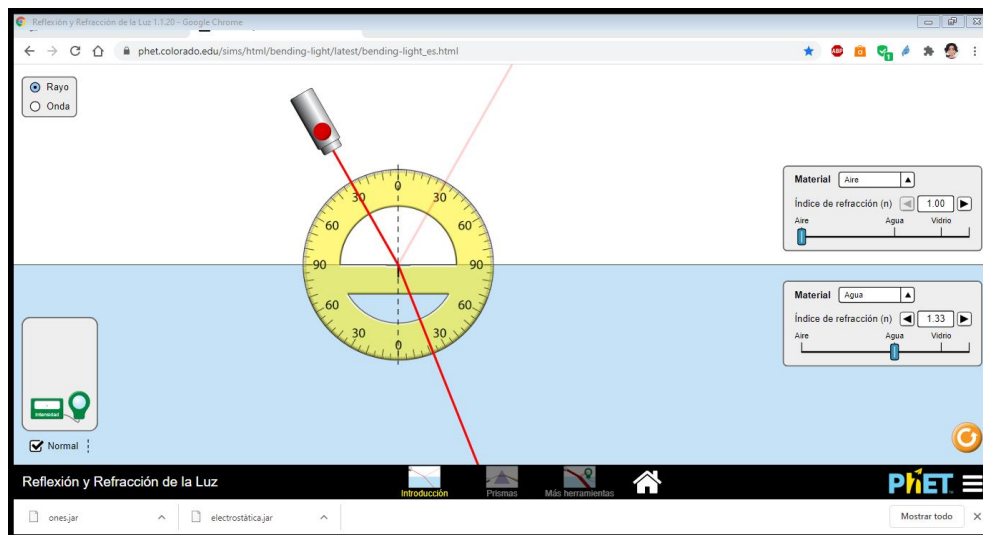 Reflexión y Refracción de la Luz 1.1.20 - Google Chrome
phet.colorado.edu/sims/html/bending-light/latest/bending-light_es.html
ABP
1
Rayo
Onda
0
30 30
60 60
90 90
60 60
30 30
0
Material Aire
Índice de refracción (n) 1.00
Aire Agua Vidrio
Material Agua
Índice de refracción (n) 1.33
Aire Agua Vidrio
Intensidad
Normal
Reflexión y Refracción de la Luz
Introducción
Prismas
Más herramientas
PhET
ones.jar
electrostática.jar
Mostrar todo